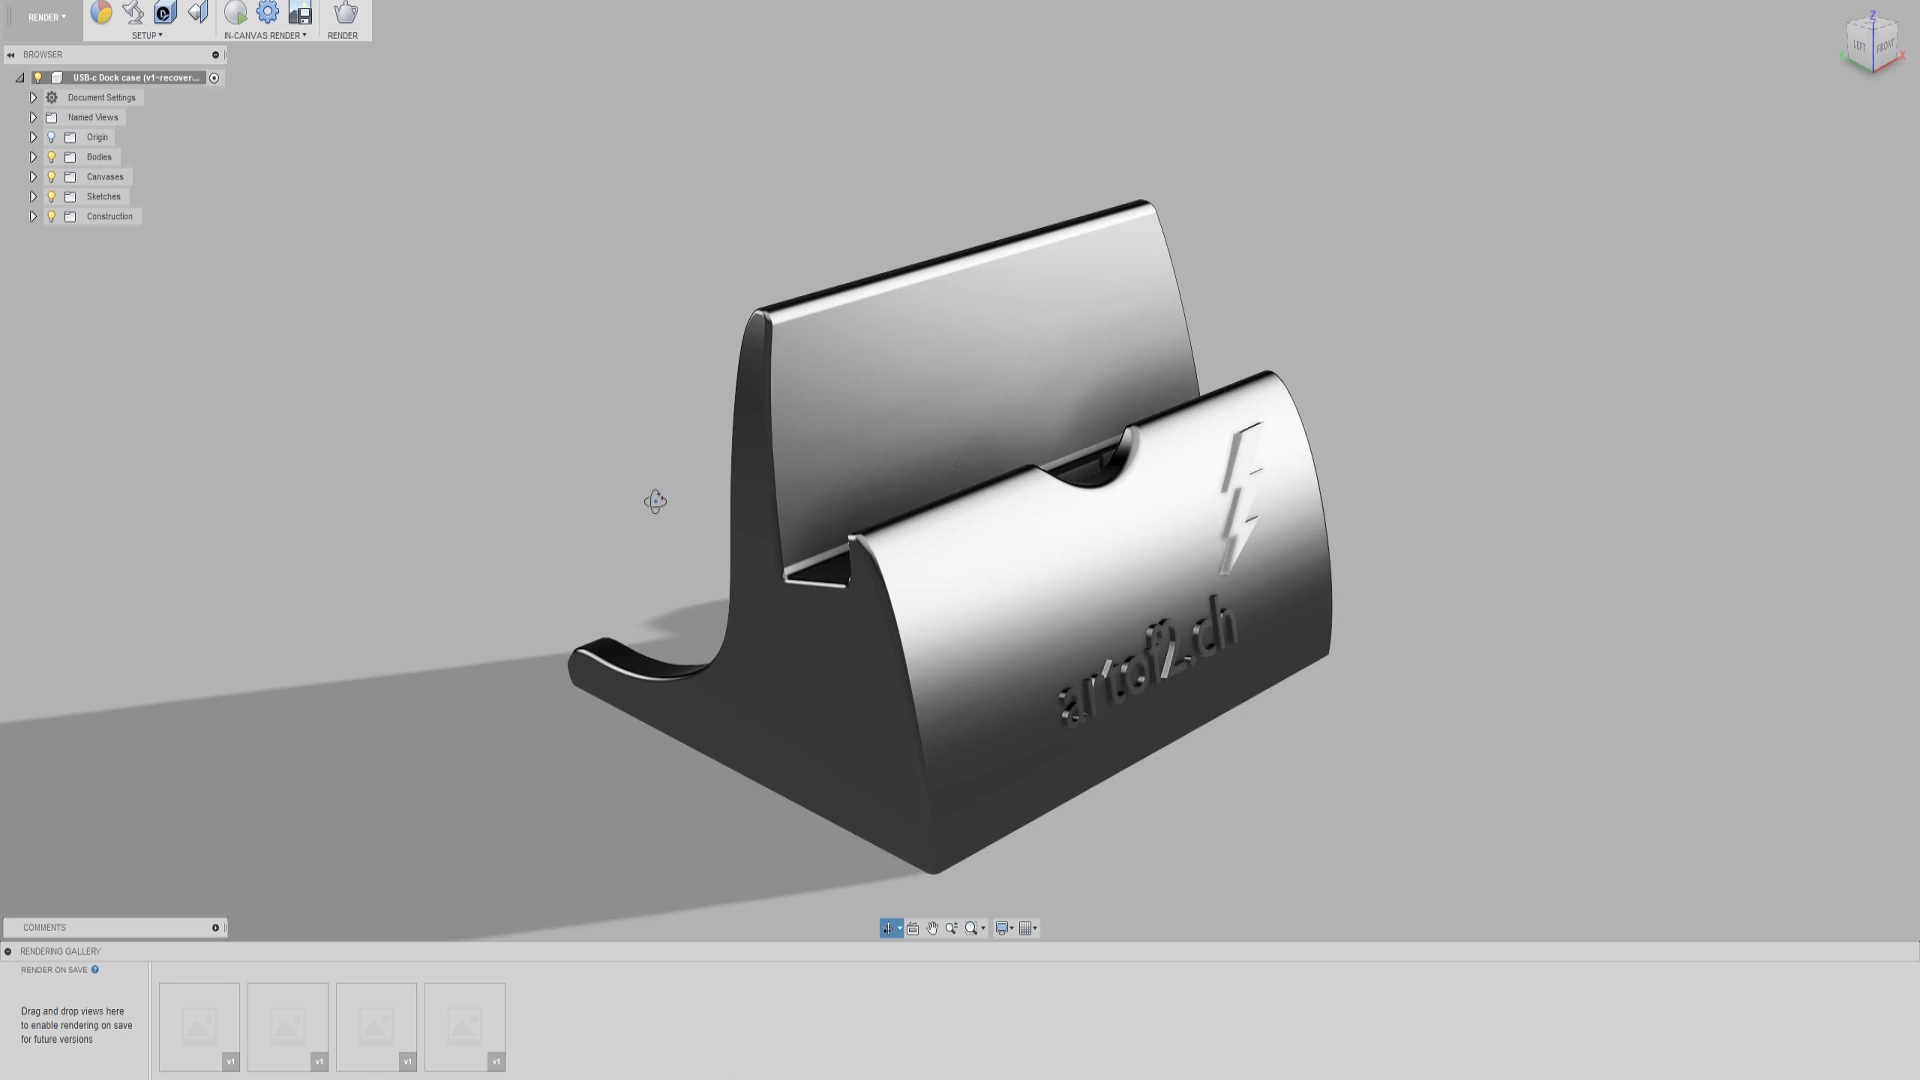 RENDER
SETUP
IN-CANVAS RENDER
RENDER
BROWSER
USB-c Dock case (v1~recover...
Document Settings
Named Views
Origin
Bodies
Canvases
Sketches
Construction
Z
LEFT
FRONT
X
artof2.ch
COMMENTS
RENDERING GALLERY
RENDER ON SAVE ?
Drag and drop views here
to enable rendering on save
for future versions
v1
v1
v1
v1